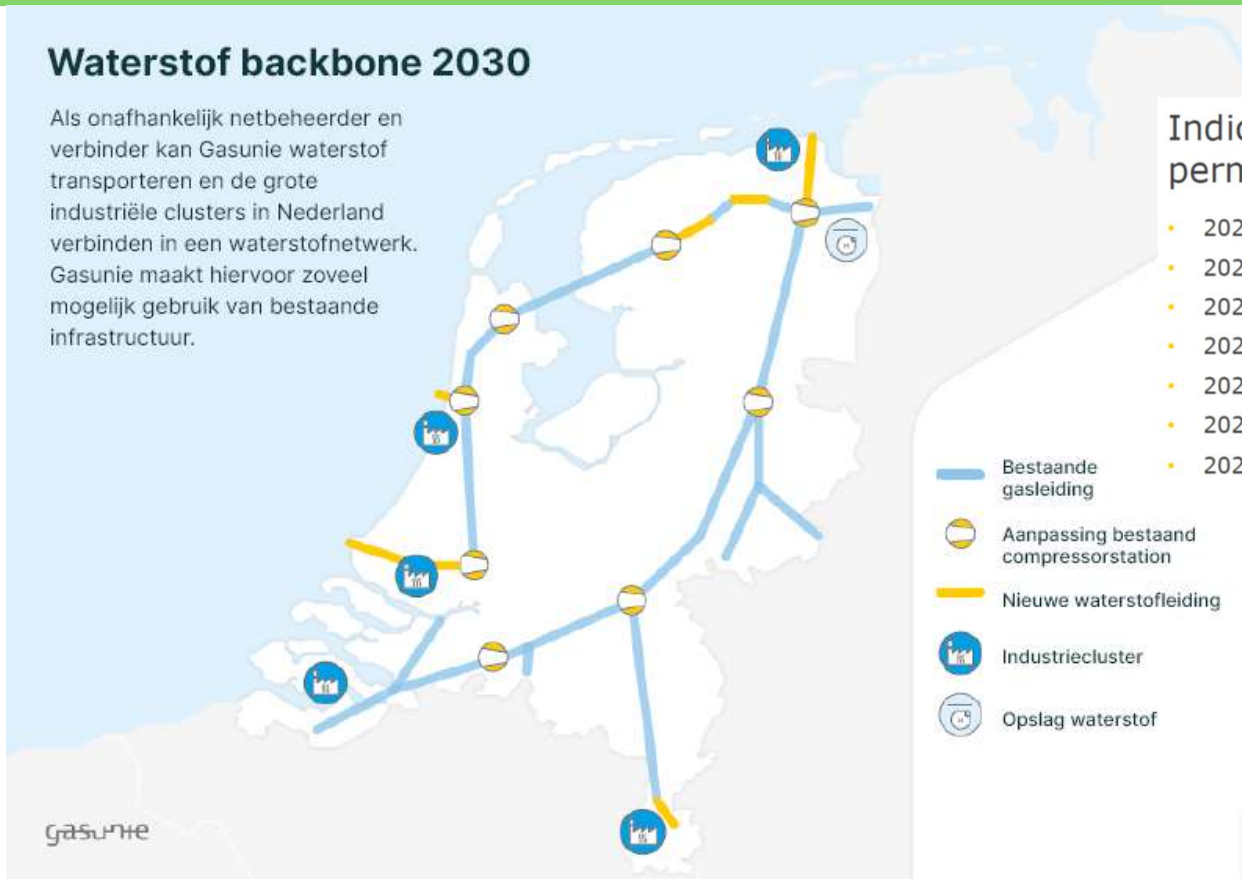 Waterstof backbone 2030
Als onafhankelijk netbeheerder en
verbinder kan Gasunie waterstof
transporteren en de grote
industriële clusters in Nederland
verbinden in een waterstofnetwerk.
Gasunie maakt hiervoor zoveel
mogelijk gebruik van bestaande
infrastructuur.
Bestaande
gasleiding
Aanpassing bestaand
compressorstation
Nieuwe waterstofleiding
Industriecluster
Opslag waterstof
gasunie